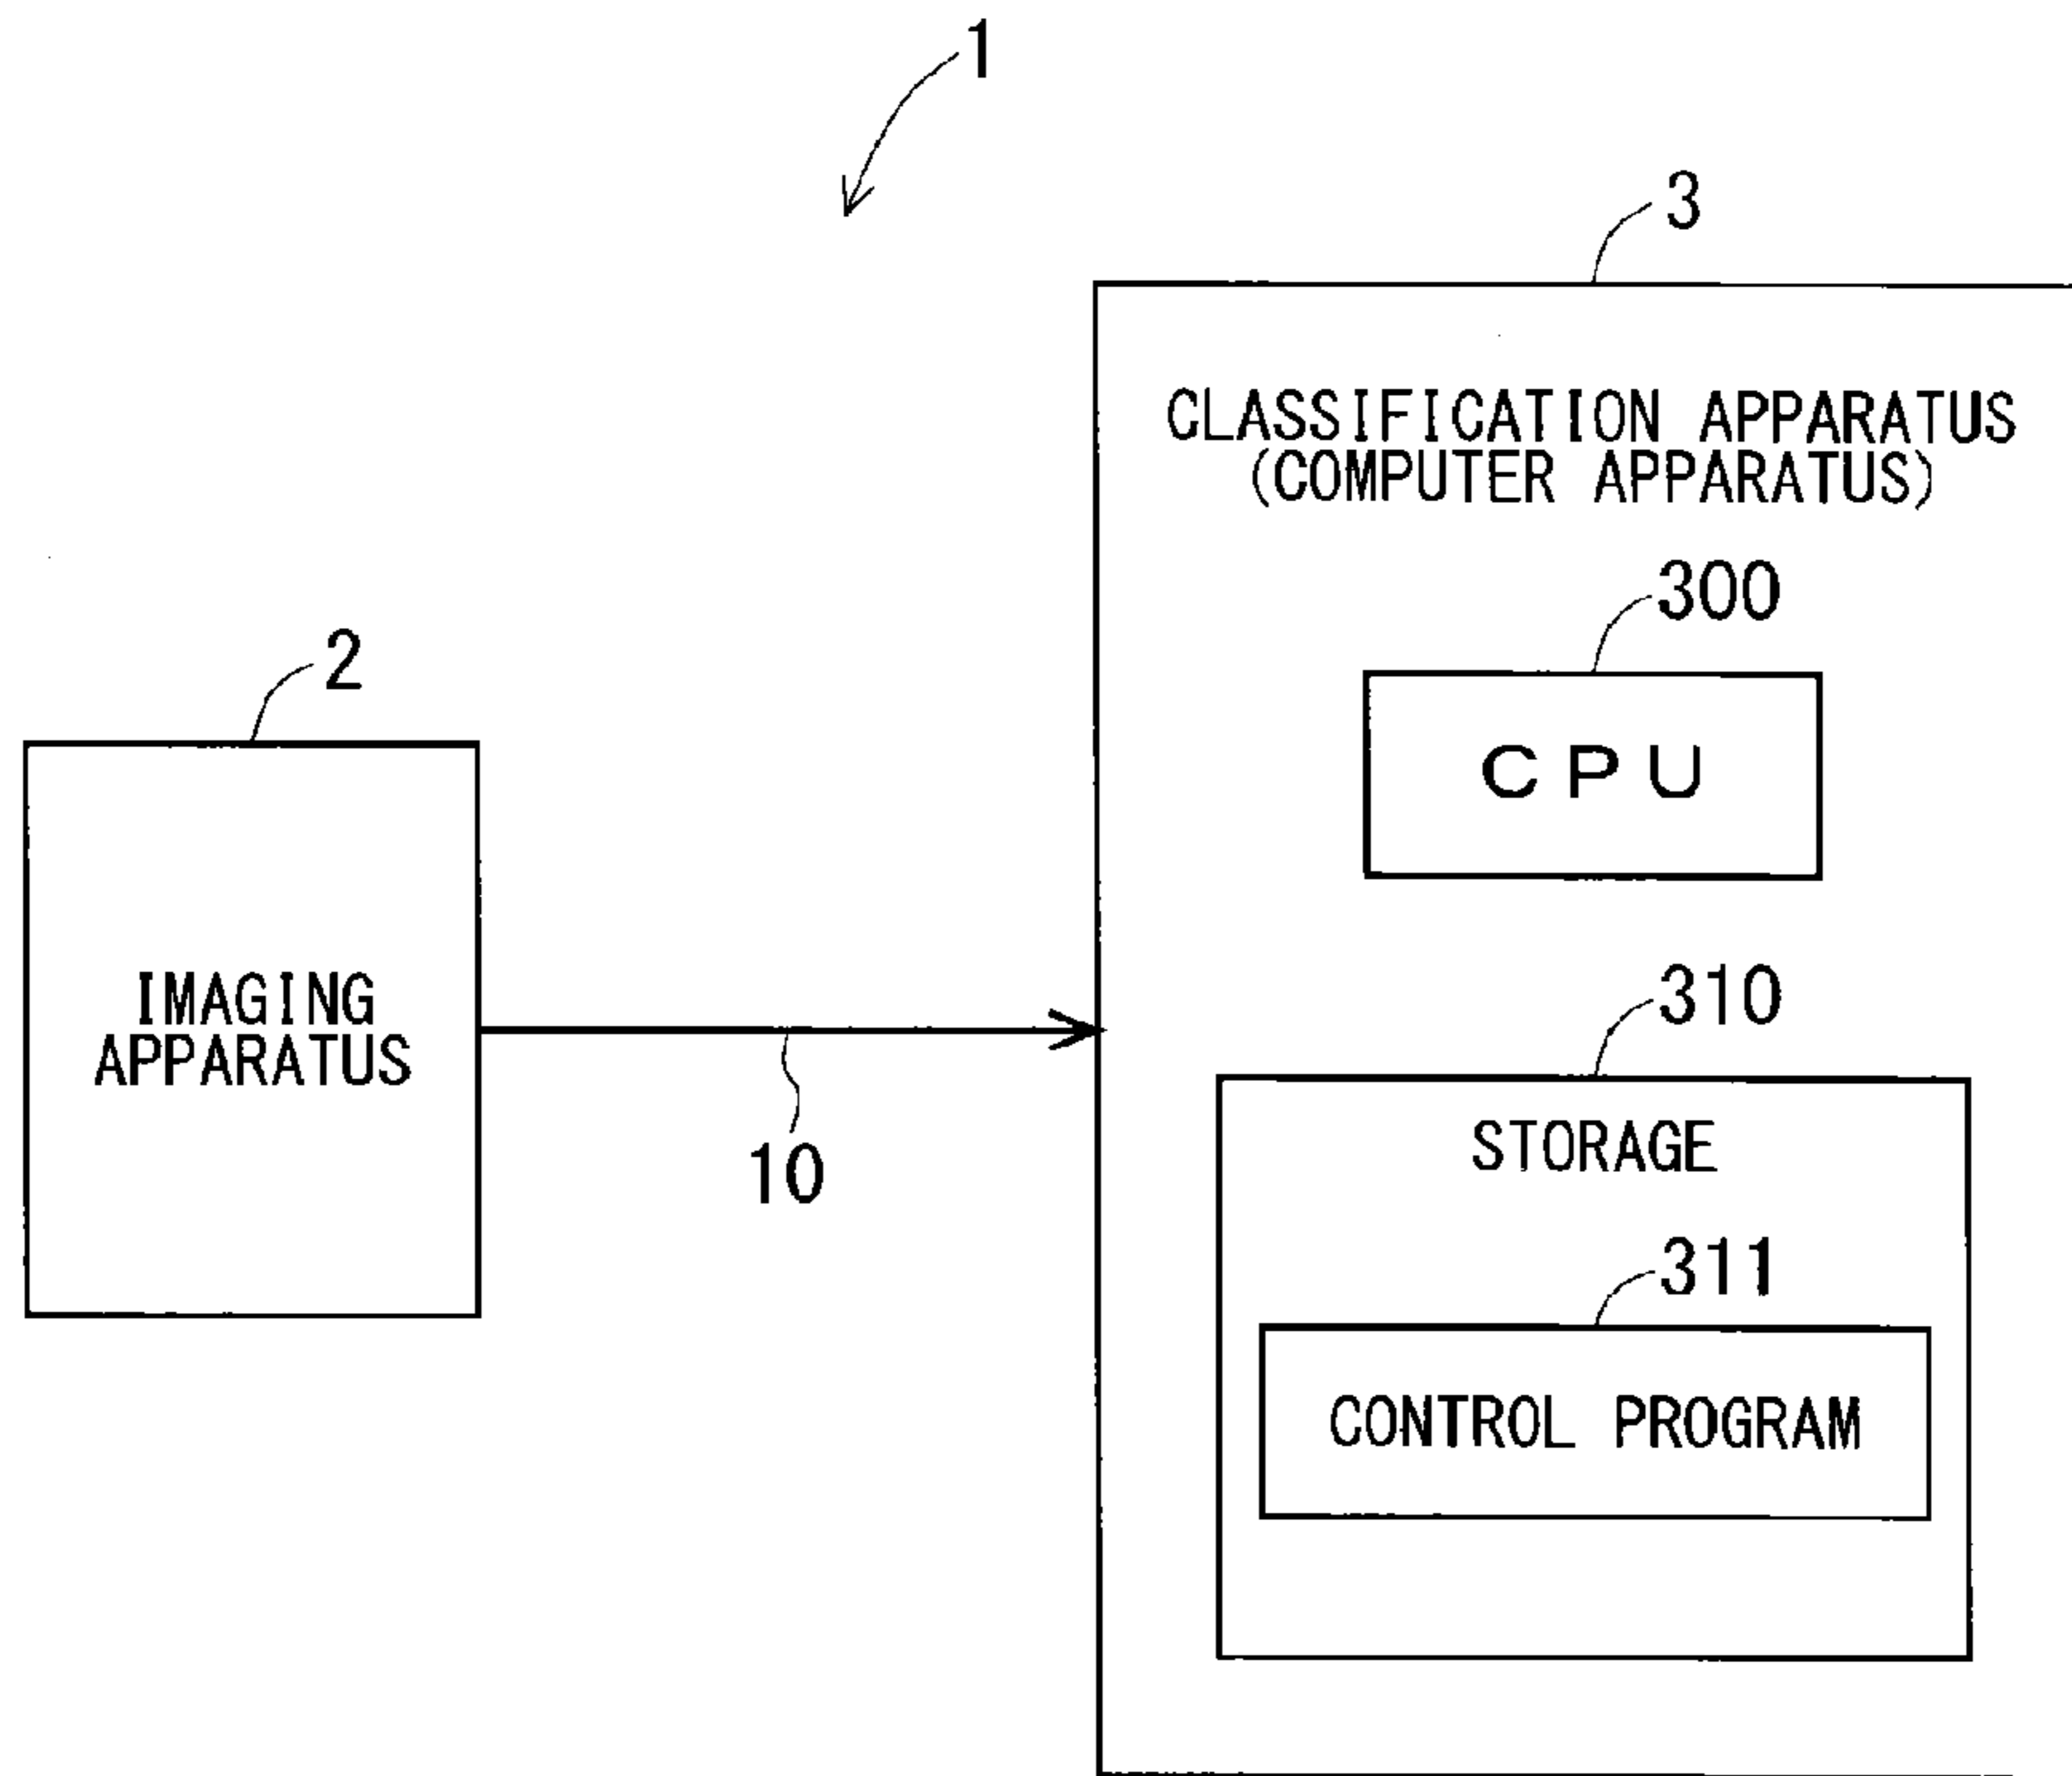 1
3
CLASSIFICATION APPARATUS
(COMPUTER APPARATUS)
300
CPU
2
IMAGING
APPARATUS
10
310
STORAGE
311
CONTROL PROGRAM